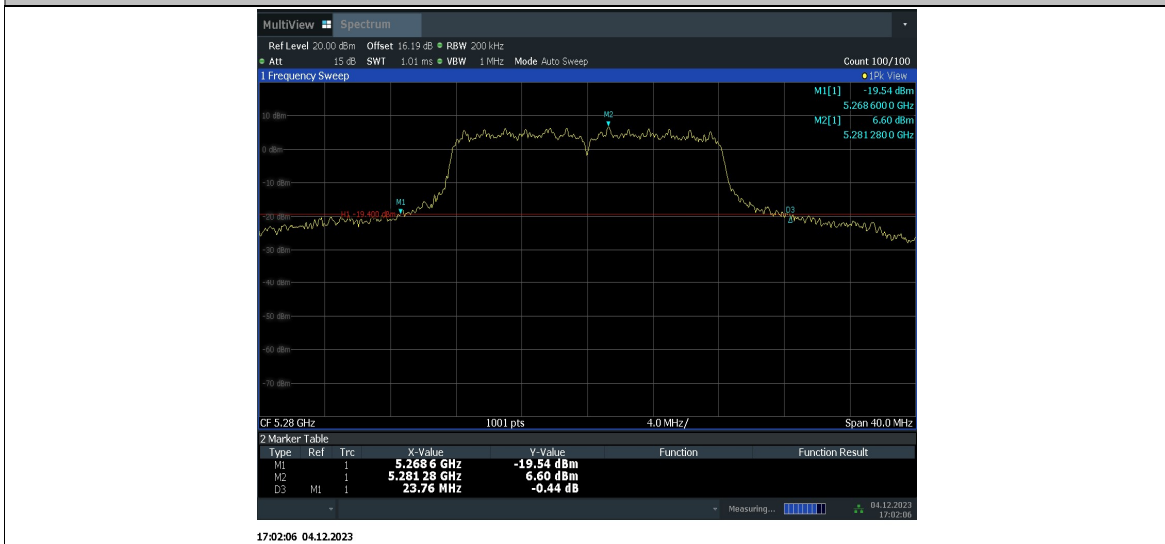 MultiView Spectrum
Ref Level 20.00 dBm Offset 16.19 dB RBW 200 kHz
Att 15 dB SWT 1.01 ms VBW 1 MHz Mode Auto Sweep Count 100/100
1 Frequency Sweep 1Pk View
M1[1] -19.54 dBm
5.268 600 0 GHz
M2[1] 6.60 dBm
5.281 280 0 GHz
M2
10 dBm
0 dBm
-10 dBm
M1
H1 -19.400 dBm
D3
-20 dBm
-30 dBm
-40 dBm
-50 dBm
-60 dBm
-70 dBm
CF 5.28 GHz 1001 pts 4.0 MHz/ Span 40.0 MHz
2 Marker Table
Type Ref Trc X-Value Y-Value Function Function Result
M1 1 5.268 6 GHz -19.54 dBm
M2 1 5.281 28 GHz 6.60 dBm
D3 M1 1 23.76 MHz -0.44 dB
Measuring... 04.12.2023
17:02:06
17:02:06 04.12.2023